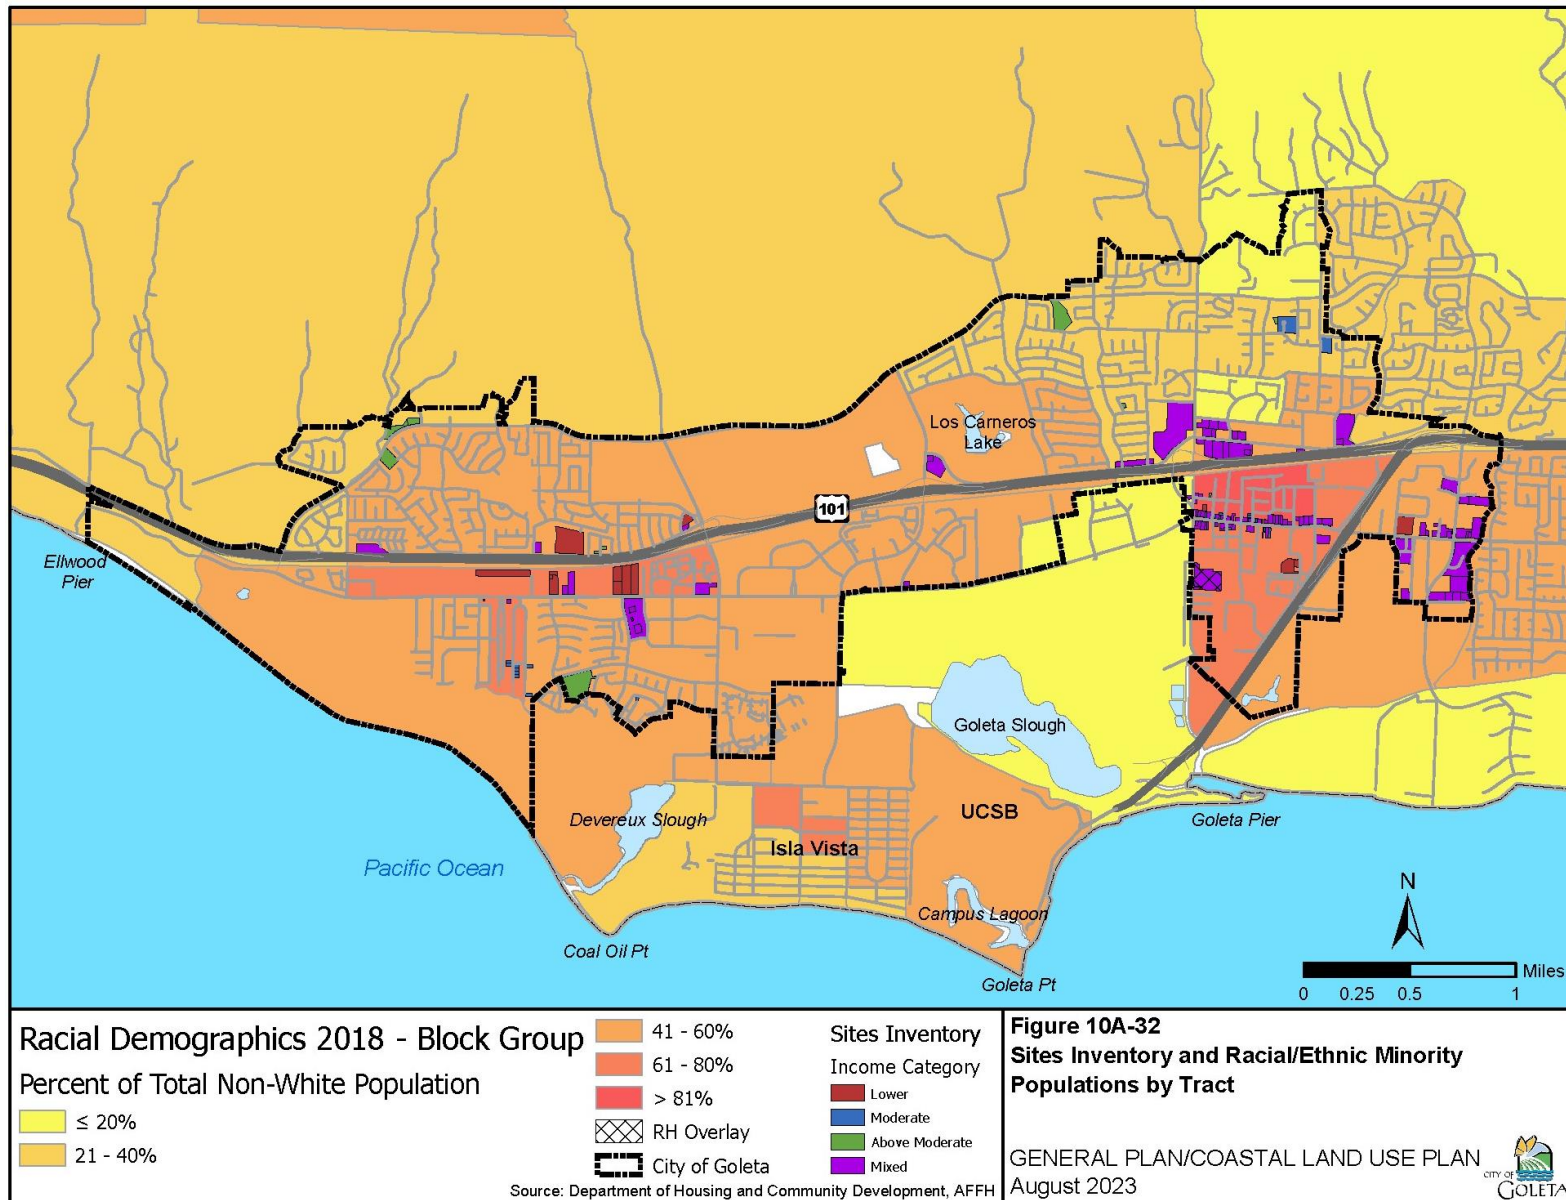 Los Carneros
Lake
101
Ellwood
Pier
Goleta Slough
UCSB
Devereux Slough
Isla Vista
Goleta Pier
Pacific Ocean
Campus Lagoon
Coal Oil Pt
Goleta Pt
N
Miles
0 0.25 0.5 1
Racial Demographics 2018 - Block Group
Percent of Total Non-White Population
≤ 20%
21 - 40%
41 - 60%
61 - 80%
> 81%
RH Overlay
City of Goleta
Sites Inventory
Income Category
Lower
Moderate
Above Moderate
Mixed
Source: Department of Housing and Community Development, AFFH
Figure 10A-32
Sites Inventory and Racial/Ethnic Minority
Populations by Tract
GENERAL PLAN/COASTAL LAND USE PLAN
August 2023
CITY OF
GOLETA